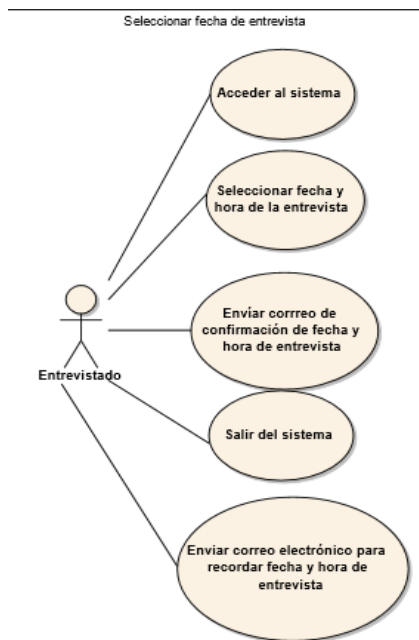 Seleccionar fecha de entrevista
Acceder al sistema
Seleccionar fecha y
hora de la entrevista
Envíar corrreo de
confirmación de fecha y
hora de entrevista
Entrevistado
Salir del sistema
Enviar correo electrónico para
recordar fecha y hora de
entrevista